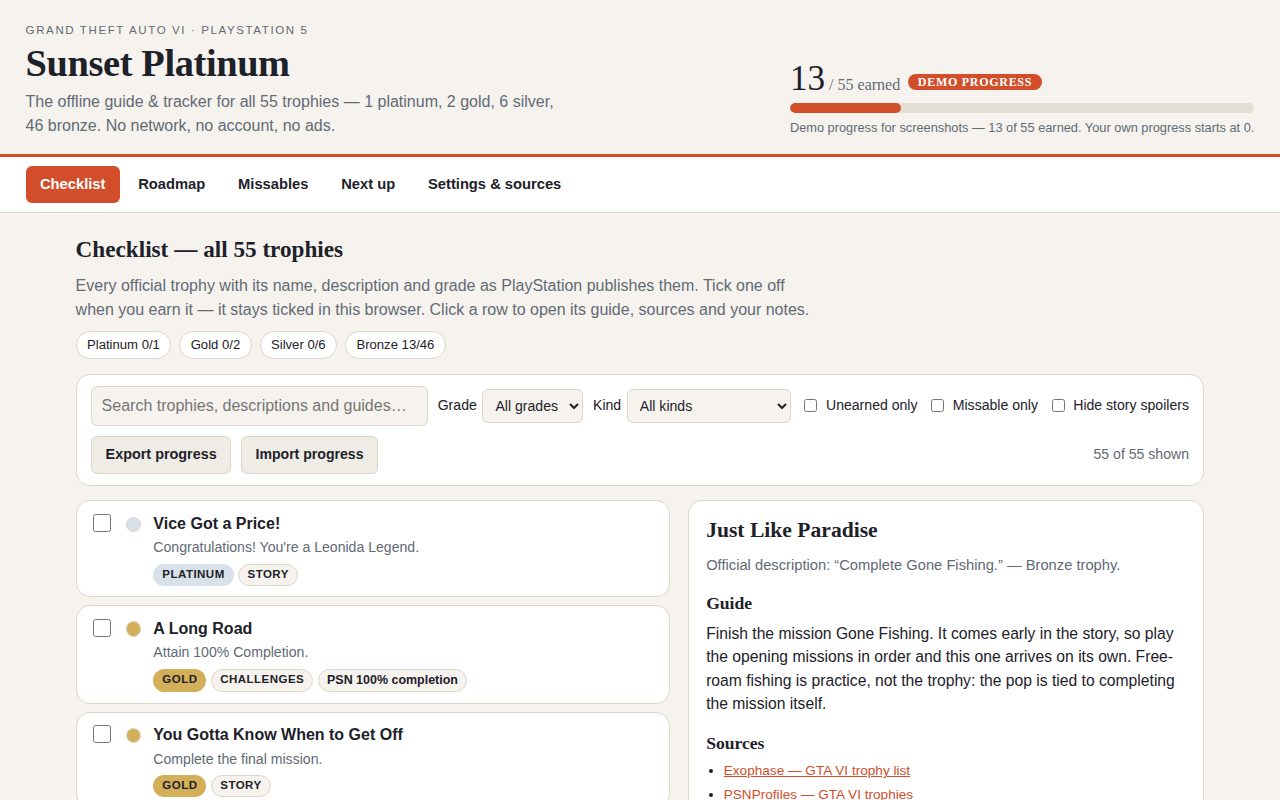 GRAND THEFT AUTO VI · PLAYSTATION 5
Sunset Platinum
The offline guide & tracker for all 55 trophies — 1 platinum, 2 gold, 6 silver,
46 bronze. No network, no account, no ads.
13 / 55 earned DEMO PROGRESS
Demo progress for screenshots — 13 of 55 earned. Your own progress starts at 0.
Checklist Roadmap Missables Next up Settings & sources
Checklist — all 55 trophies
Every official trophy with its name, description and grade as PlayStation publishes them. Tick one off
when you earn it — it stays ticked in this browser. Click a row to open its guide, sources and your notes.
Platinum 0/1 Gold 0/2 Silver 0/6 Bronze 13/46
Search trophies, descriptions and guides… Grade All grades Kind All kinds Unearned only Missable only Hide story spoilers
Export progress Import progress 55 of 55 shown
Vice Got a Price!
Congratulations! You're a Leonida Legend.
PLATINUM STORY
A Long Road
Attain 100% Completion.
GOLD CHALLENGES PSN 100% completion
You Gotta Know When to Get Off
Complete the final mission.
GOLD STORY
Just Like Paradise
Official description: “Complete Gone Fishing.” — Bronze trophy.
Guide
Finish the mission Gone Fishing. It comes early in the story, so play
the opening missions in order and this one arrives on its own. Free-
roam fishing is practice, not the trophy: the pop is tied to completing
the mission itself.
Sources
Exophase — GTA VI trophy list
PSNProfiles — GTA VI trophies